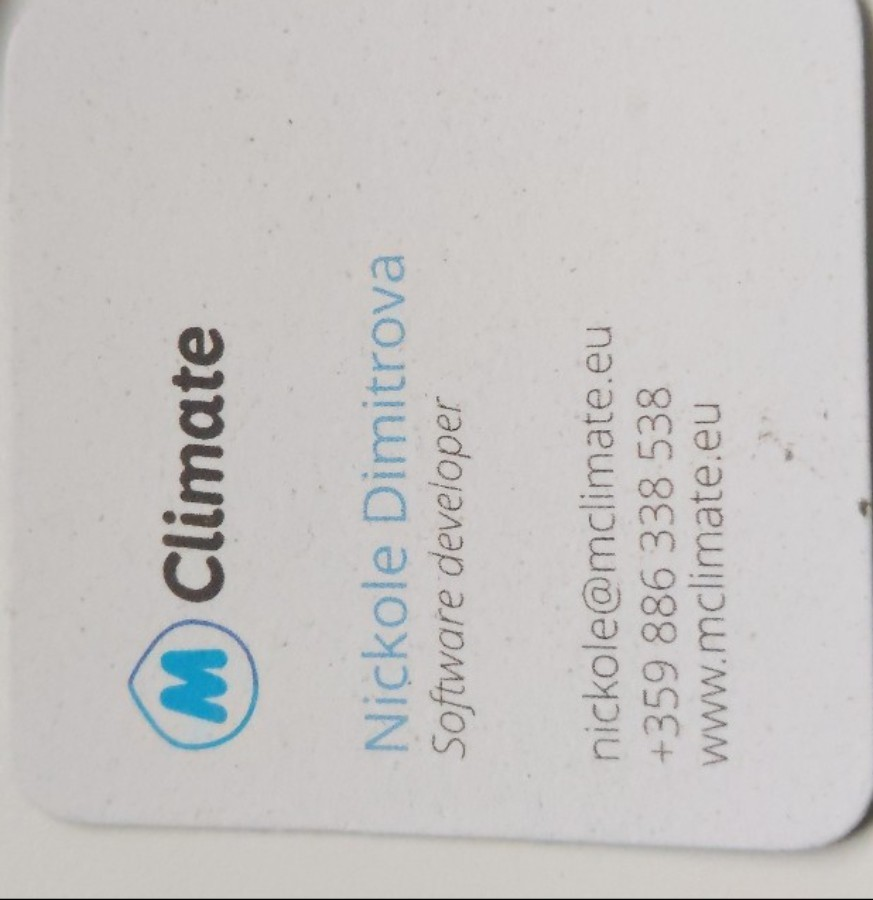 M Climate
Nickole Dimitrova
Software developer
nickole@mclimate.eu
+359 886 338 538
www.mclimate.eu